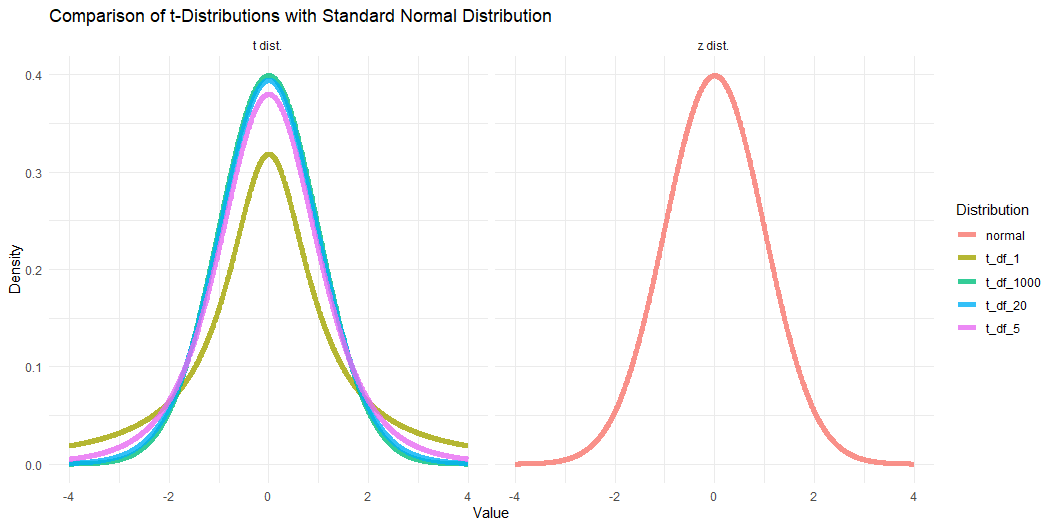 Comparison of t-Distributions with Standard Normal Distribution
t dist.
z dist.
Density
0.4
0.3
0.2
0.1
0.0
-4 -2 0 2 4
-4 -2 0 2 4
Value
Distribution
normal
t_df_1
t_df_1000
t_df_20
t_df_5